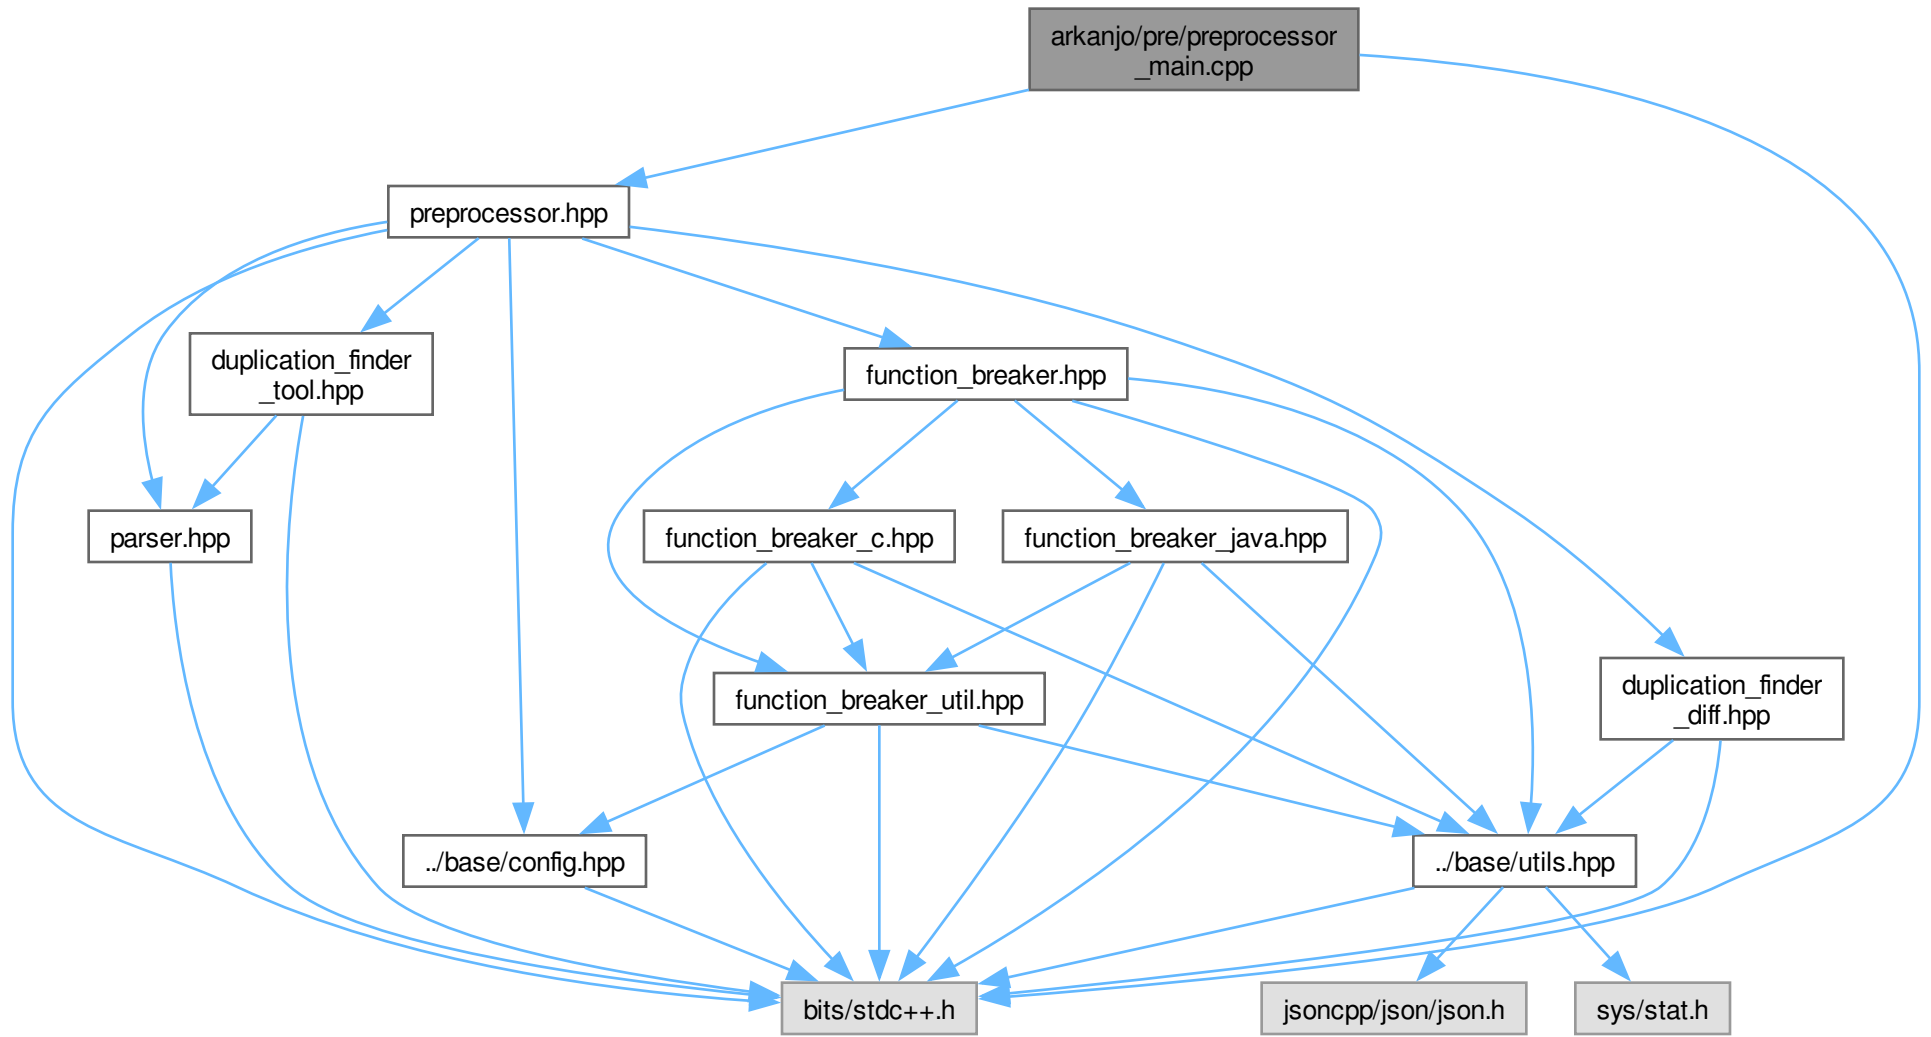 arkanjo/pre/preprocessor
_main.cpp
preprocessor.hpp
duplication_finder
_tool.hpp
function_breaker.hpp
parser.hpp
function_breaker_c.hpp
function_breaker_java.hpp
function_breaker_util.hpp
duplication_finder
_diff.hpp
../base/config.hpp
../base/utils.hpp
bits/stdc++.h
jsoncpp/json/json.h
sys/stat.h